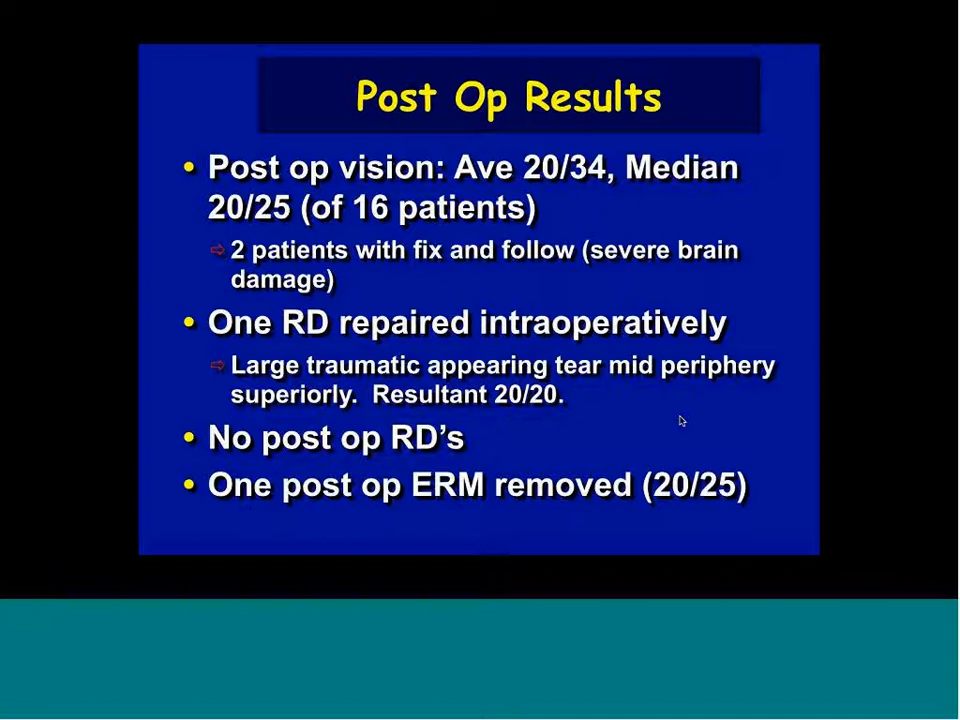 Post Op Results
• Post op vision: Ave 20/34, Median
20/25 (of 16 patients)
⇨ 2 patients with fix and follow (severe brain
damage)
• One RD repaired intraoperatively
⇨ Large traumatic appearing tear mid periphery
superiorly.  Resultant 20/20.
• No post op RD’s
• One post op ERM removed (20/25)